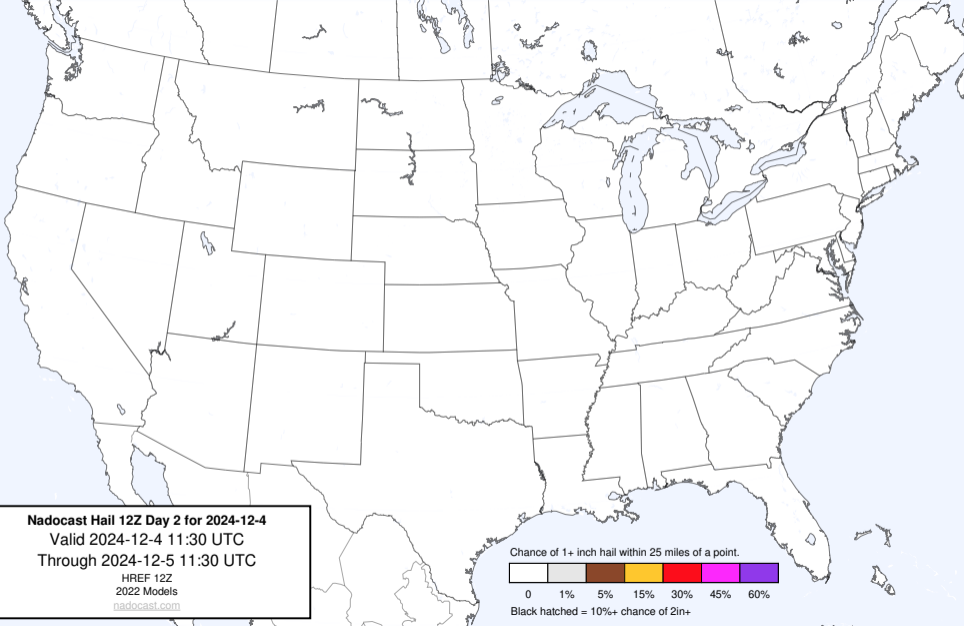 Nadocast Hail 12Z Day 2 for 2024-12-4
Valid 2024-12-4 11:30 UTC
Through 2024-12-5 11:30 UTC
HREF 12Z
2022 Models
nadocast.com
Chance of 1+ inch hail within 25 miles of a point.
0 1% 5% 15% 30% 45% 60%
Black hatched = 10%+ chance of 2in+